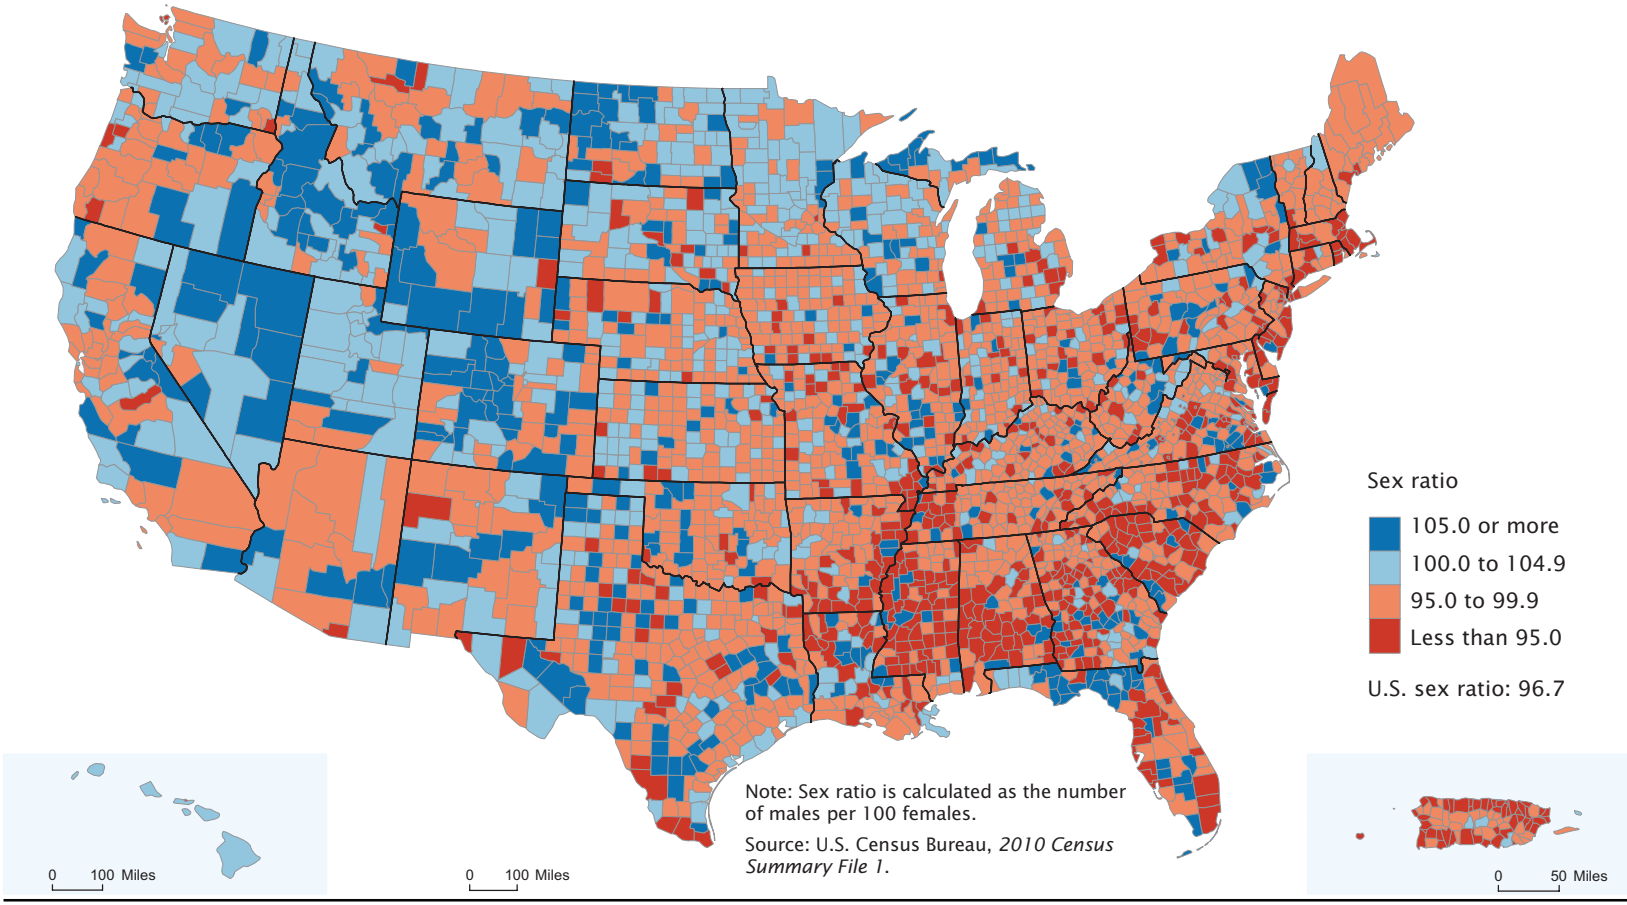 Sex ratio
105.0 or more
100.0 to 104.9
95.0 to 99.9
Less than 95.0
U.S. sex ratio: 96.7
Note: Sex ratio is calculated as the number
of males per 100 females.
Source: U.S. Census Bureau, 2010 Census
Summary File 1.
0 100 Miles
0 100 Miles
0 50 Miles